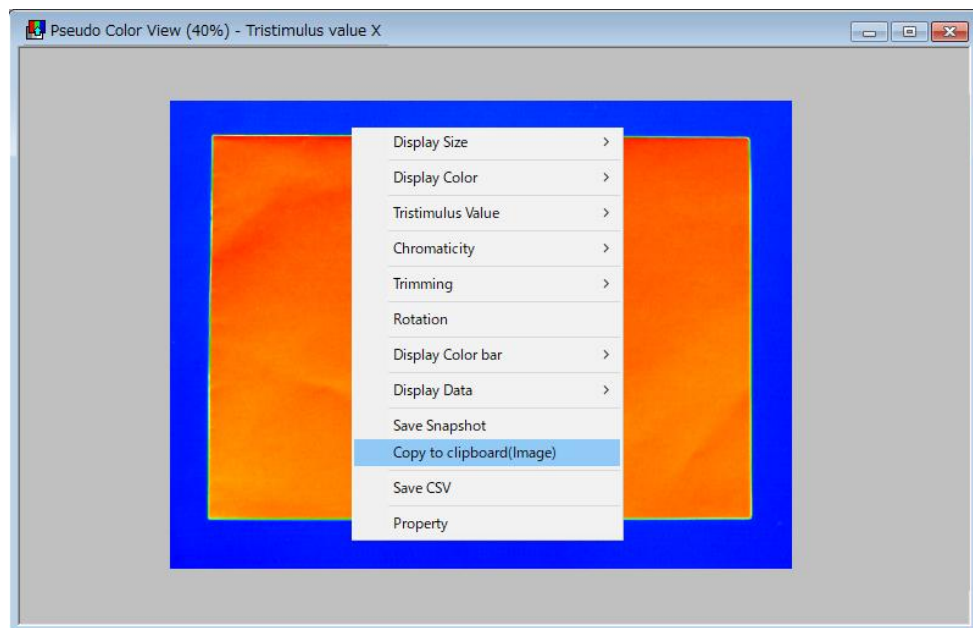 Pseudo Color View (40%) - Tristimulus value X
Display Size
Display Color
Tristimulus Value
Chromaticity
Trimming
Rotation
Display Color bar
Display Data
Save Snapshot
Copy to clipboard(Image)
Save CSV
Property